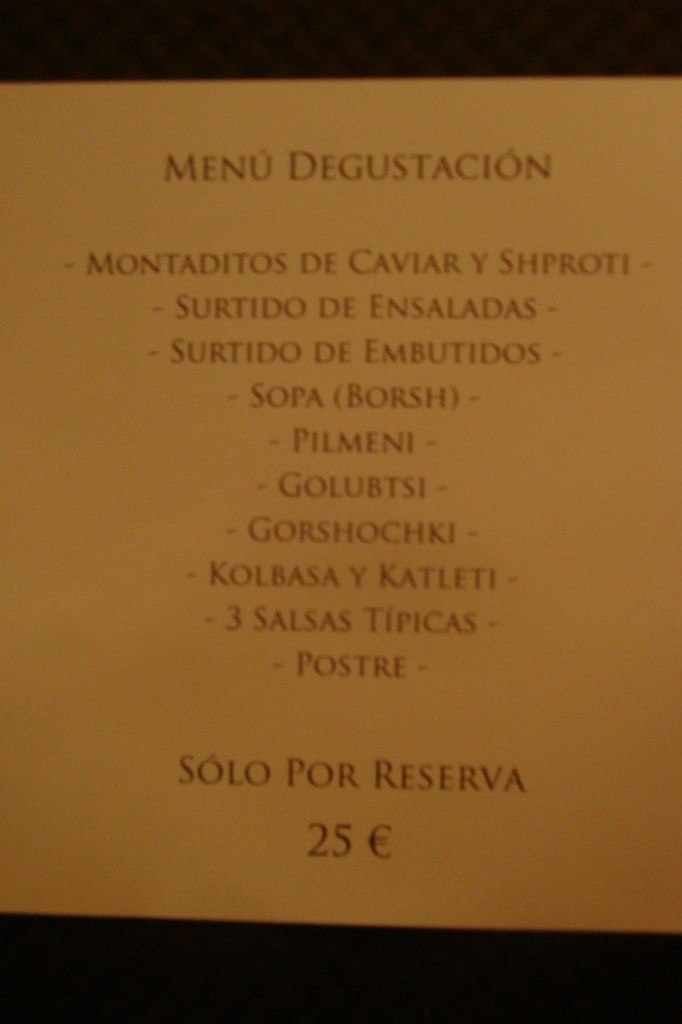 Menú Degustación
- Montaditos de Caviar y Shproti -
- Surtido de Ensaladas -
- Surtido de Embutidos -
- Sopa (Borsh) -
- Pilmeni -
- Golubtsi -
- Gorshochki -
- Kolbasa y Katleti -
- 3 Salsas Típicas -
- Postre -
Sólo Por Reserva
25 €